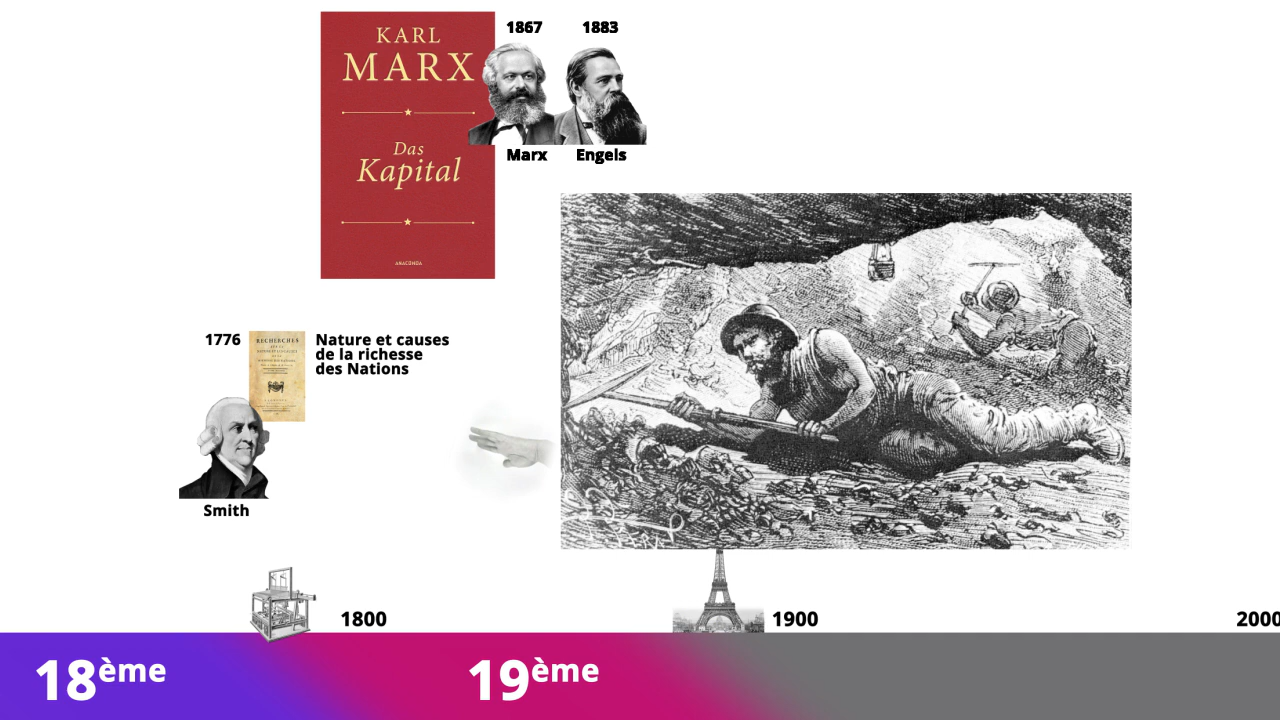 KARL
MARX
Das
Kapital
ANACONDA
1867
1883
Marx
Engels
1776
RECHERCHES
Nature et causes
de la richesse
des Nations
Smith
1800
1900
2000
18ème
19ème